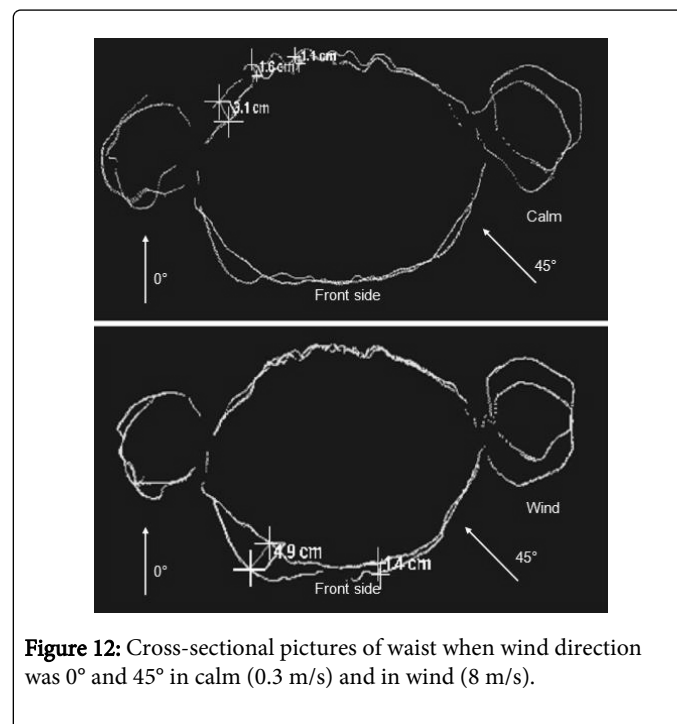 1.6 cm
1.1 cm
3.1 cm
Calm
0°
45°
Front side
Wind
4.9 cm
1.4 cm
0°
45°
Front side
Figure 12: Cross-sectional pictures of waist when wind direction
was 0° and 45° in calm (0.3 m/s) and in wind (8 m/s).